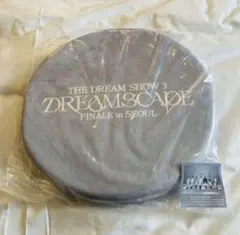 THE DREAM SHOW 3
DREAMSCAPE
FINALE in SEOUL